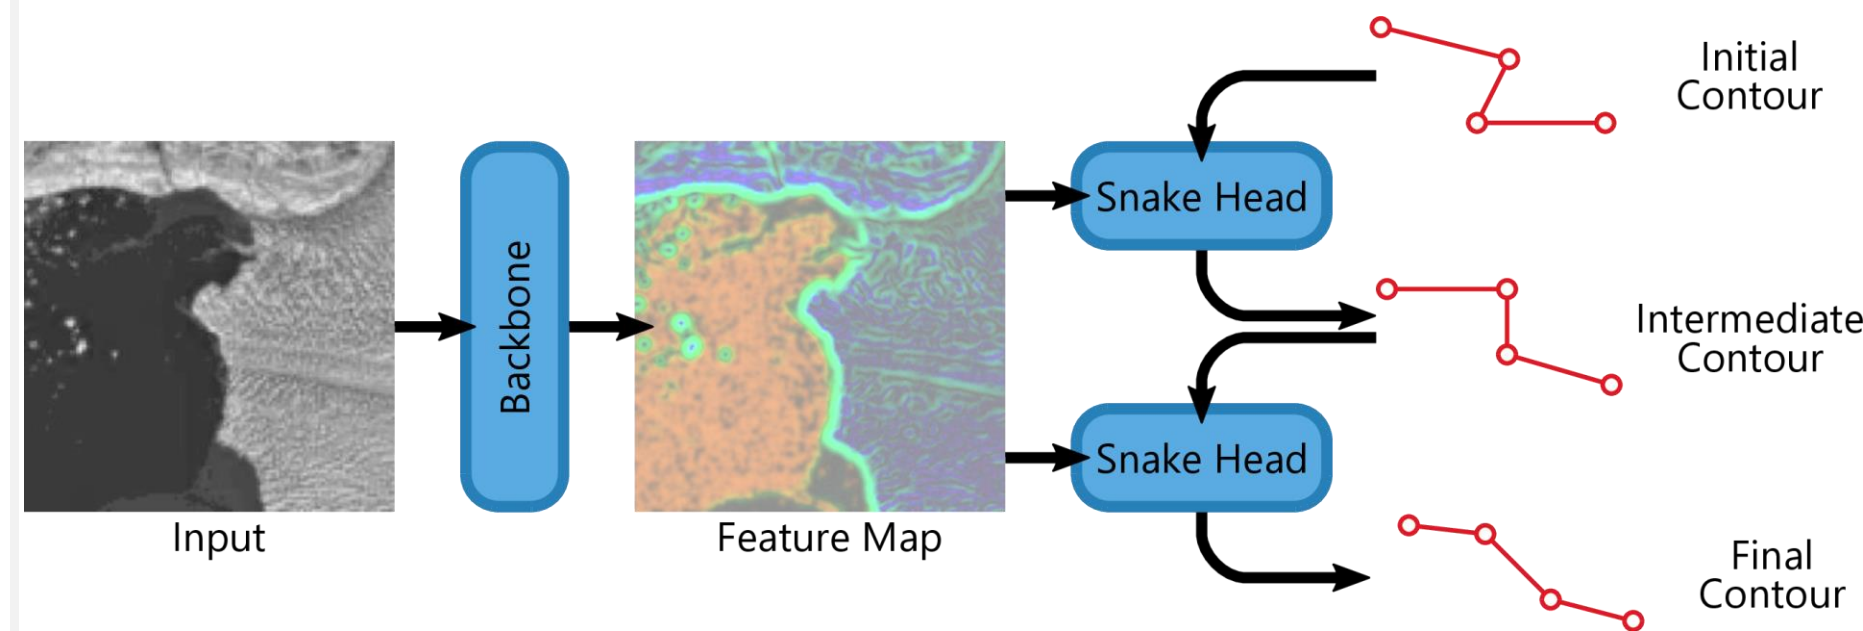 Input
Backbone
Feature Map
Snake Head
Snake Head
Initial
Contour
Intermediate
Contour
Final
Contour